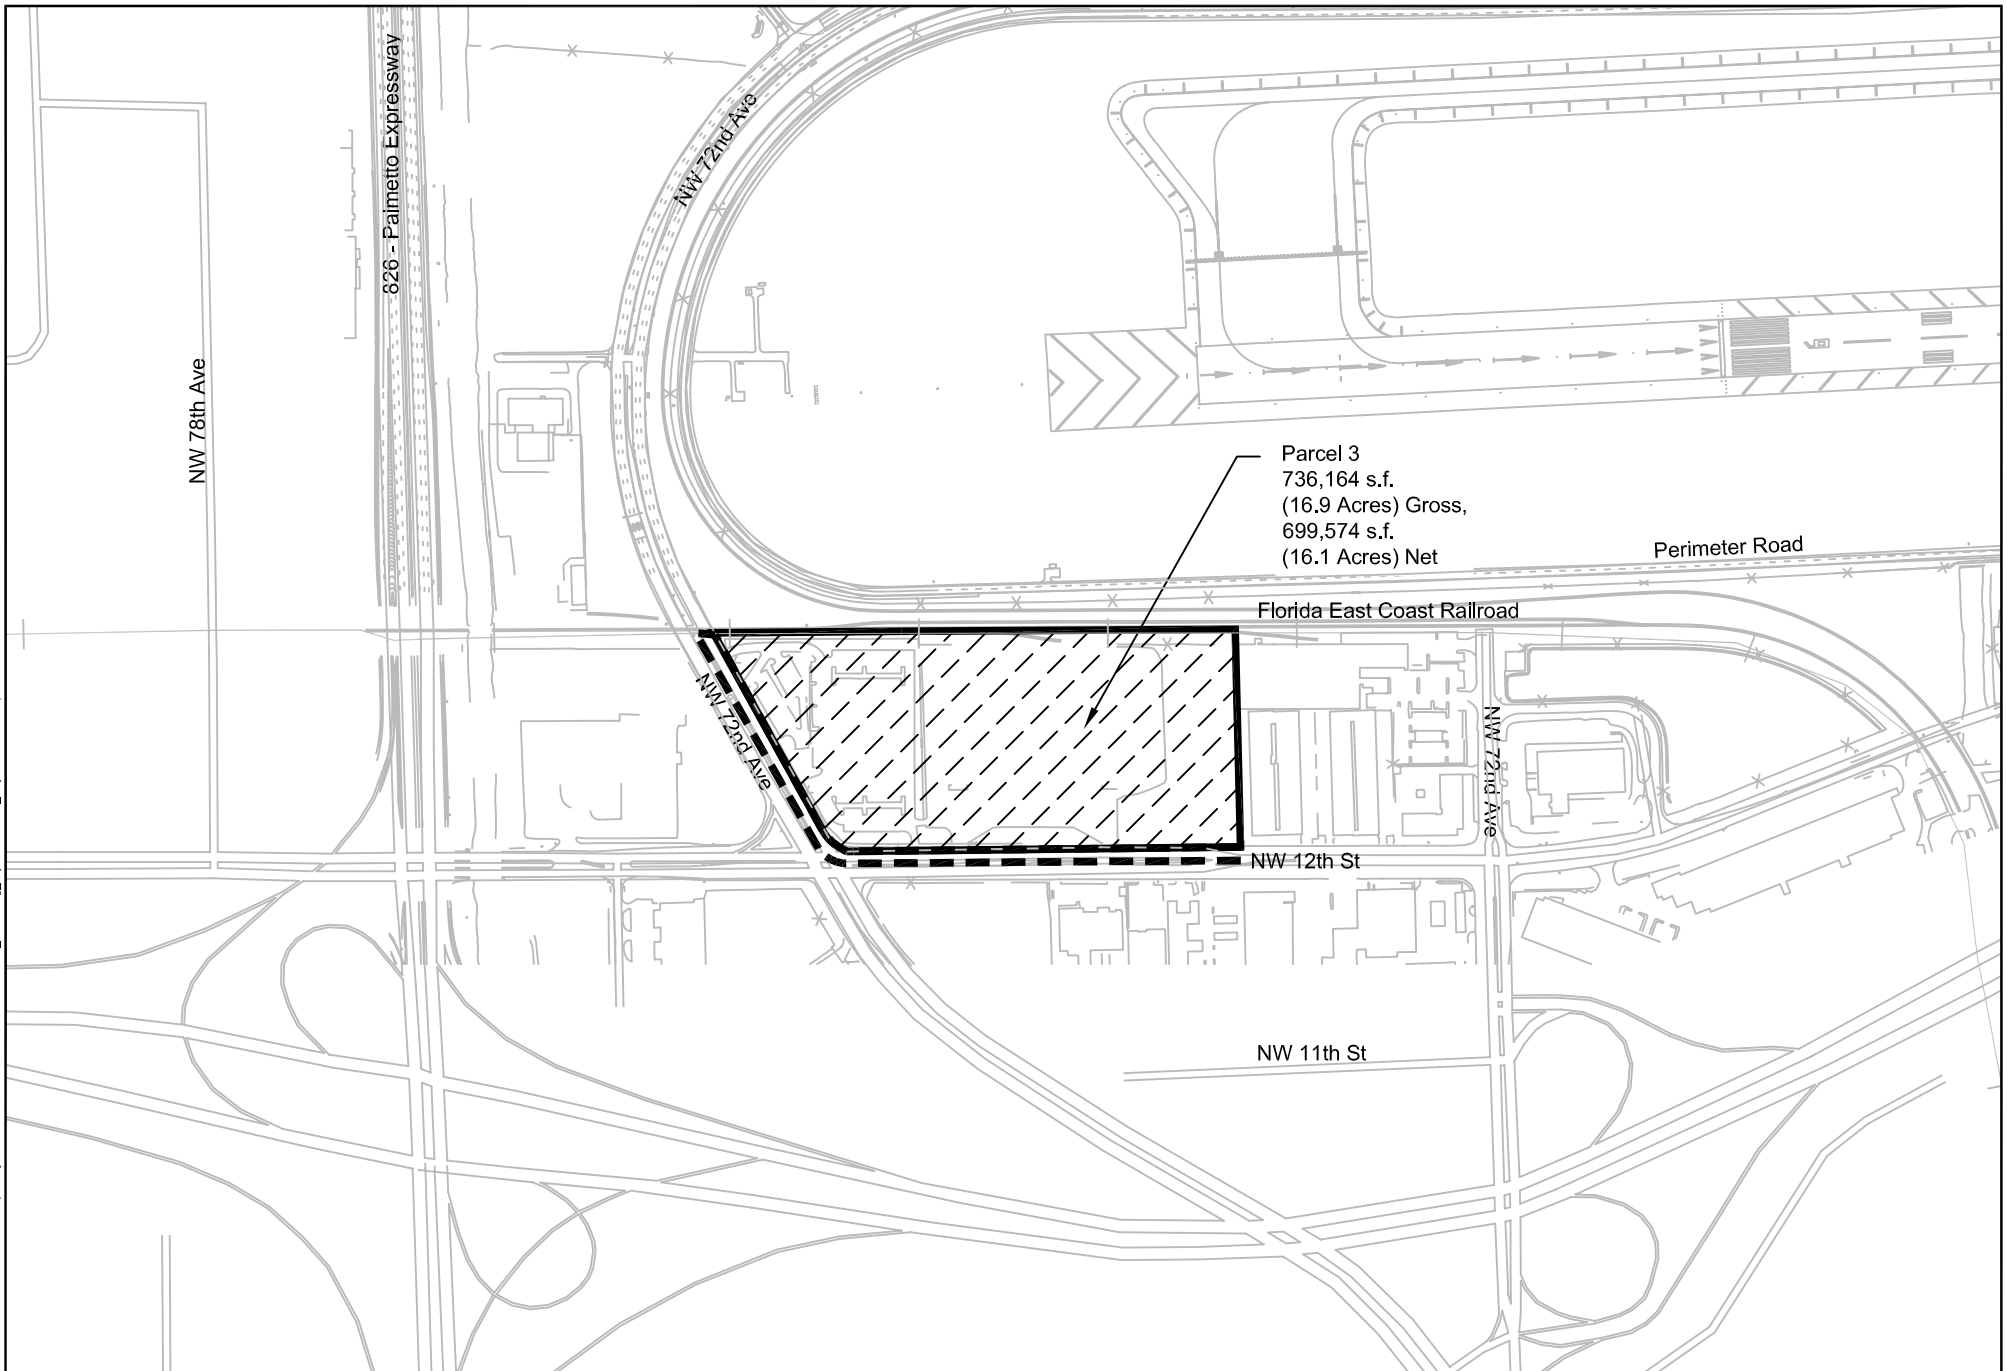 826 - Palmetto Expressway
NW 72nd Ave
NW 78th Ave
Parcel 3
736,164 s.f.
(16.9 Acres) Gross,
699,574 s.f.
(16.1 Acres) Net
Perimeter Road
Florida East Coast Railroad
NW 72nd Ave
NW 72nd Ave
NW 12th St
NW 11th St